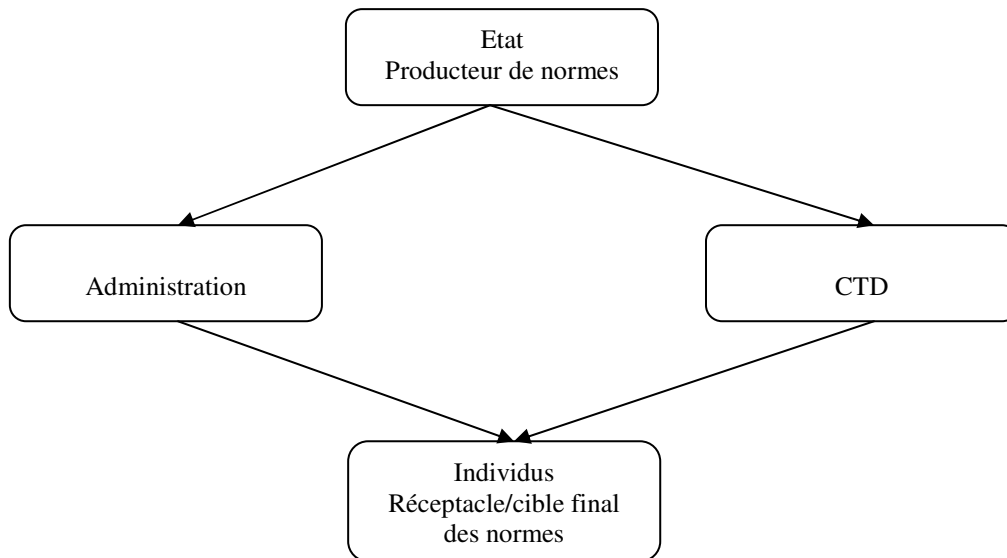 Etat
Producteur de normes
Administration
CTD
Individus
Réceptacle/cible final
des normes